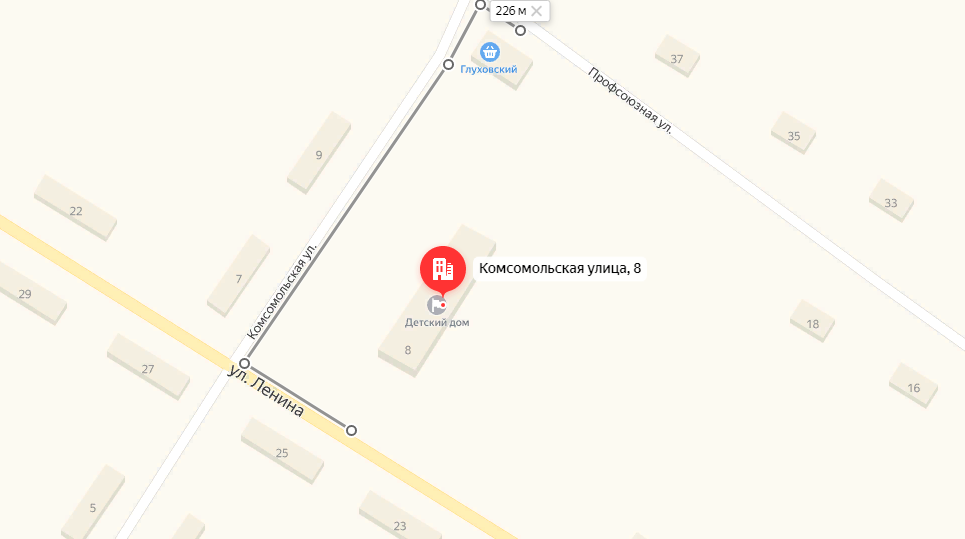 226 м
Глуховский
37
Профсоюзная ул.
35
9
33
22
Комсомольская ул.
Комсомольская улица, 8
7
29
Детский дом
18
8
27
ул. Ленина
16
25
5
23